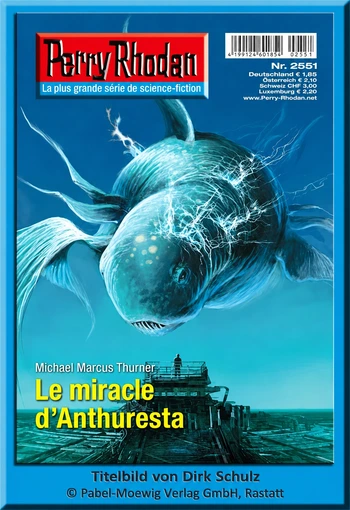 Perry Rhodan
La plus grande série de science-fiction
4199124601854 02551
Nr. 2551
Deutschland € 1,85
Österreich € 2,10
Schweiz CHF 3,00
Luxemburg € 2,20
www.Perry-Rhodan.net
Michael Marcus Thurner
Le miracle
d'Anthuresta
Titelbild von Dirk Schulz
© Pabel-Moewig Verlag GmbH, Rastatt